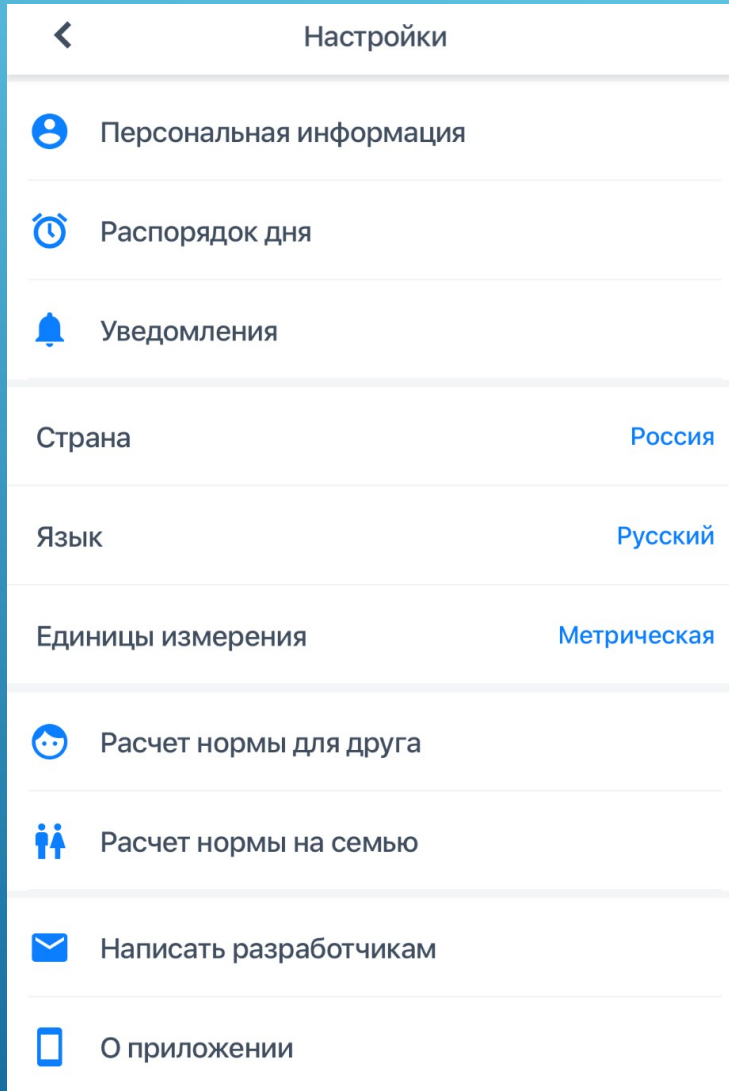 Настройки
Персональная информация
Распорядок дня
Уведомления
Страна Россия
Язык Русский
Единицы измерения Метрическая
Расчет нормы для друга
Расчет нормы на семью
Написать разработчикам
О приложении